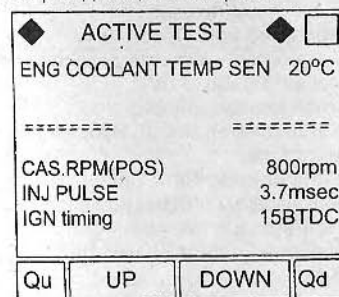 ACTIVE TEST
ENG COOLANT TEMP SEN 20°C
======== ========
CAS.RPM(POS) 800rpm
INJ PULSE 3.7msec
IGN timing 15BTDC
Qu UP DOWN Qd